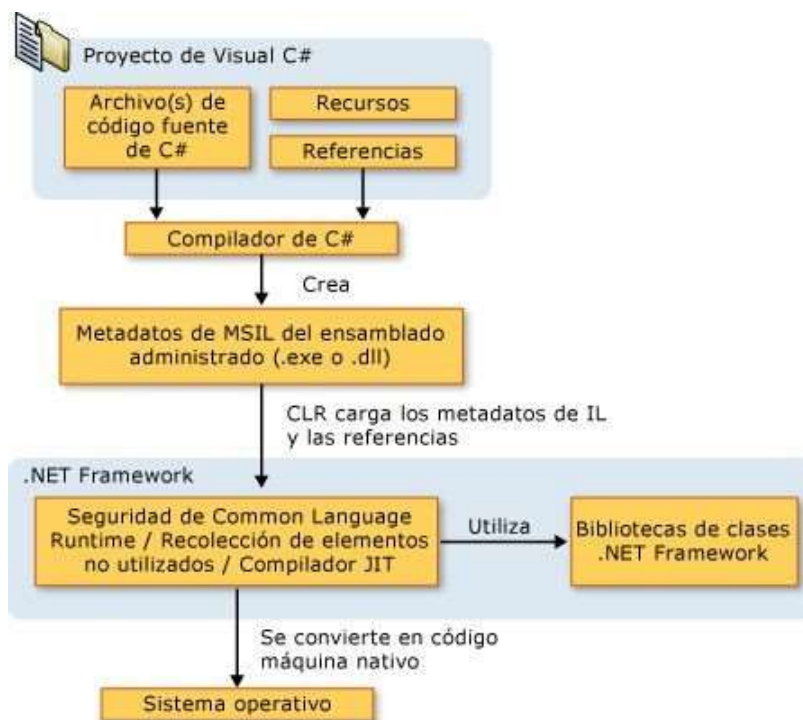 Proyecto de Visual C#
Archivo(s) de
código fuente
de C#
Recursos
Referencias
Compilador de C#
Crea
Metadatos de MSIL del ensamblado
administrado (.exe o .dll)
CLR carga los metadatos de IL
y las referencias
.NET Framework
Seguridad de Common Language
Runtime / Recolección de elementos
no utilizados / Compilador JIT
Utiliza
Bibliotecas de clases
.NET Framework
Se convierte en código
máquina nativo
Sistema operativo